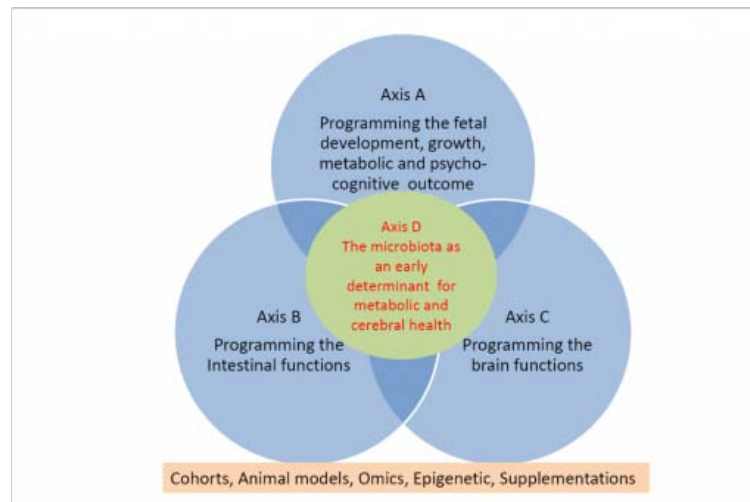 Axis A
Programming the fetal
development, growth,
metabolic and psycho-
cognitive outcome
Axis D
The microbiota as
an early
determinant for
metabolic and
cerebral health
Axis B
Programming the
Intestinal functions
Axis C
Programming the
brain functions
Cohorts, Animal models, Omics, Epigenetic, Supplementations